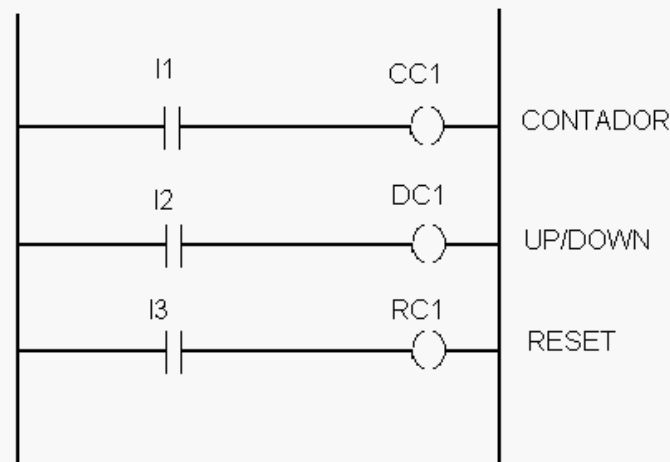 I1 CC1
CONTADOR
I2 DC1
UP/DOWN
I3 RC1
RESET